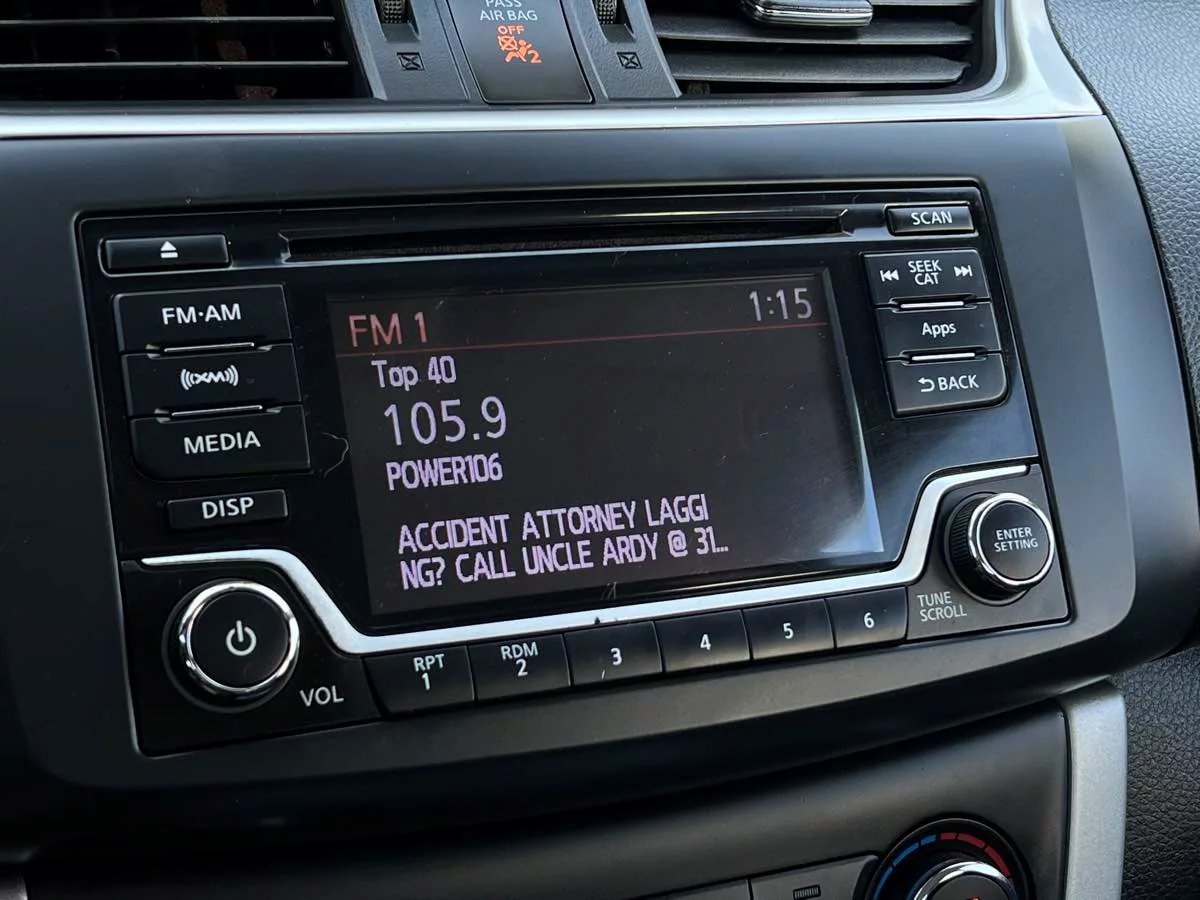 PASS
AIR BAG
OFF
2
SCAN
FM·AM
XM
MEDIA
DISP
VOL
FM 1
1:15
Top 40
105.9
POWER106
ACCIDENT ATTORNEY LAGGI
NG? CALL UNCLE ARDY @ 31...
SEEK
CAT
Apps
BACK
ENTER
SETTING
TUNE
SCROLL
RPT
1
RDM
2
3
4
5
6